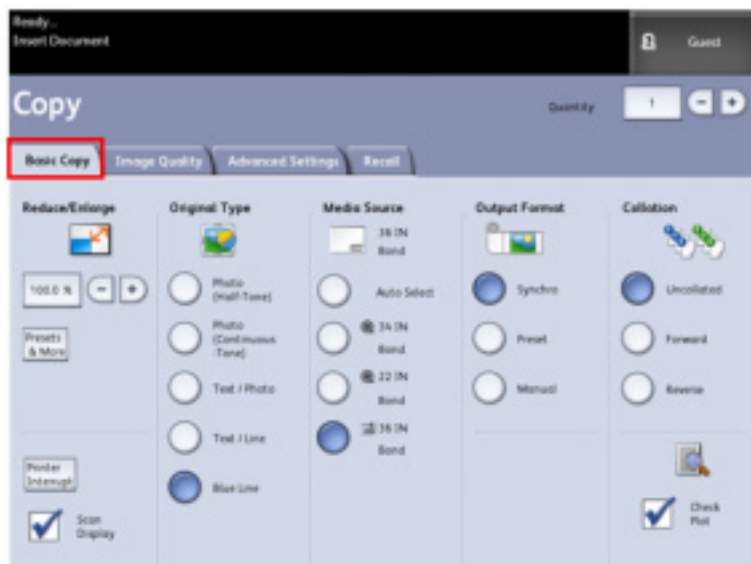 Ready...
Insert Document
Guest
Copy
Quantity
1
Basic Copy
Image Quality
Advanced Settings
Recall
Reduce/Enlarge
100.0 %
Presets
& More
Printer
Interrupt
Scan
Display
Original Type
Photo
(Half-Tone)
Photo
(Continuous
-Tone)
Text / Photo
Text / Line
Blue Line
Media Source
36 IN
Bond
Auto Select
34 IN
Bond
22 IN
Bond
36 IN
Bond
Output Format
Synchro
Preset
Manual
Collation
Uncollated
Forward
Reverse
Check
Plot